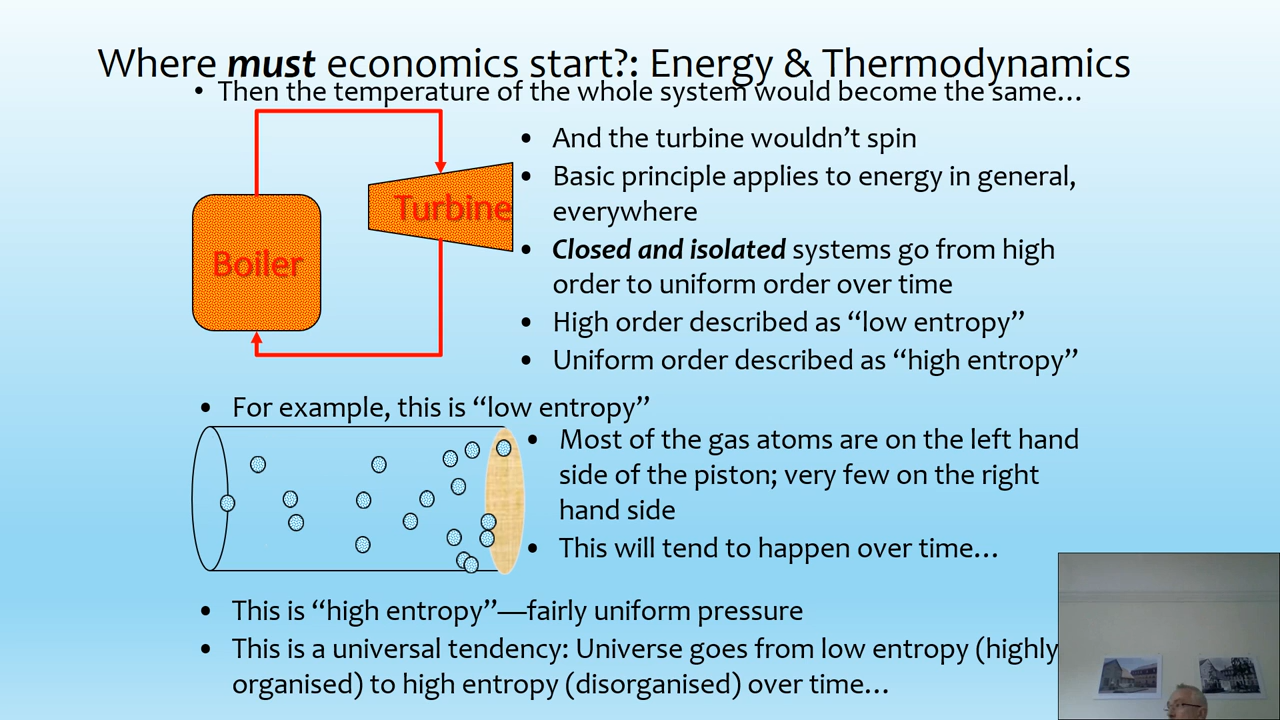 Where must economics start?: Energy & Thermodynamics
• Then the temperature of the whole system would become the same…
Boiler
Turbine
• And the turbine wouldn’t spin
• Basic principle applies to energy in general,
everywhere
• Closed and isolated systems go from high
order to uniform order over time
• High order described as “low entropy”
• Uniform order described as “high entropy”
• For example, this is “low entropy”
• Most of the gas atoms are on the left hand
side of the piston; very few on the right
hand side
• This will tend to happen over time…
• This is “high entropy”—fairly uniform pressure
• This is a universal tendency: Universe goes from low entropy (highly
organised) to high entropy (disorganised) over time…